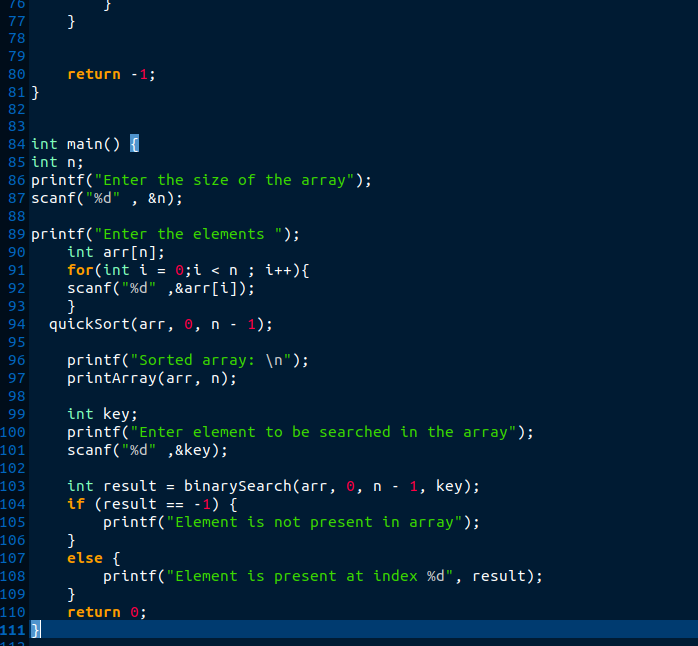 76         }
77     }
78
79
80     return -1;
81 }
82
83
84 int main() {
85 int n;
86 printf("Enter the size of the array");
87 scanf("%d" , &n);
88
89 printf("Enter the elements ");
90     int arr[n];
91     for(int i = 0;i < n ; i++){
92     scanf("%d" ,&arr[i]);
93     }
94   quickSort(arr, 0, n - 1);
95
96     printf("Sorted array: \n");
97     printArray(arr, n);
98
99     int key;
100     printf("Enter element to be searched in the array");
101     scanf("%d" ,&key);
102
103     int result = binarySearch(arr, 0, n - 1, key);
104     if (result == -1) {
105         printf("Element is not present in array");
106     }
107     else {
108         printf("Element is present at index %d", result);
109     }
110     return 0;
111 }